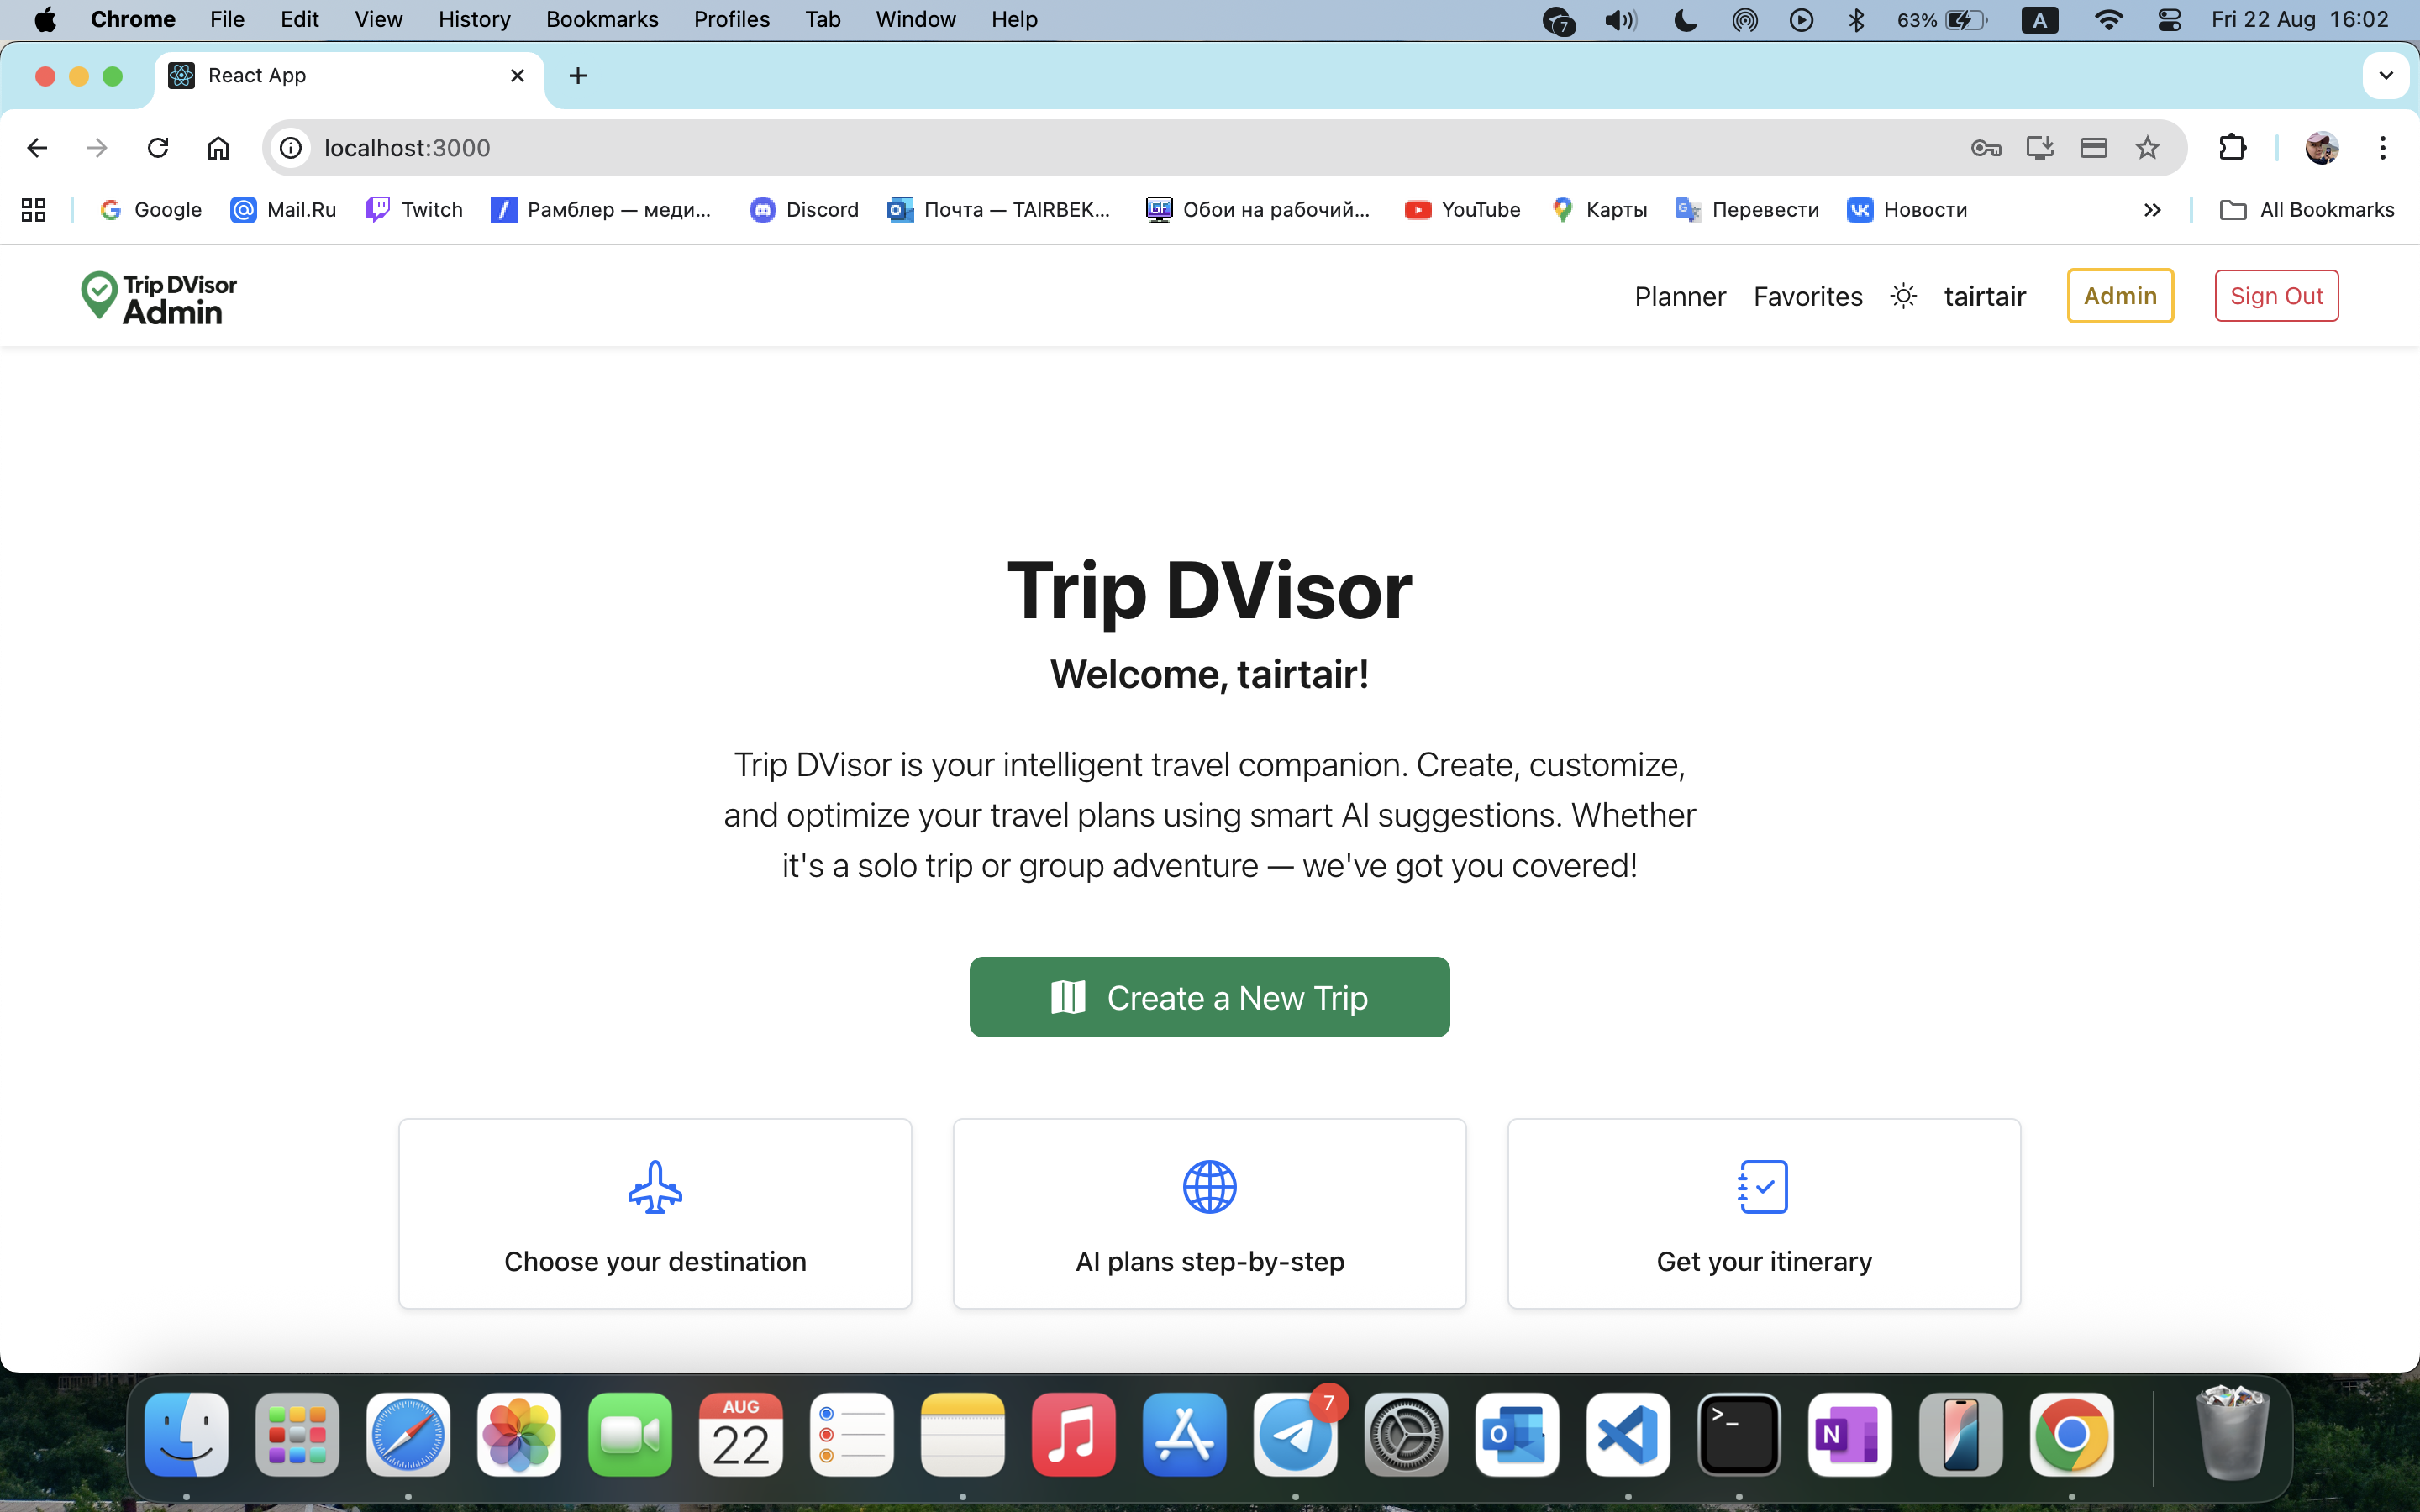 Chrome File Edit View History Bookmarks Profiles Tab Window Help 7 63% A Fri 22 Aug 16:02
React App
localhost:3000
Google Mail.Ru Twitch Рамблер — меди... Discord Почта — TAIRBEK... Обои на рабочий... YouTube Карты Перевести Новости All Bookmarks
Trip DVisor
Admin
Planner Favorites tairtair Admin Sign Out
Trip DVisor
Welcome, tairtair!
Trip DVisor is your intelligent travel companion. Create, customize,
and optimize your travel plans using smart AI suggestions. Whether
it's a solo trip or group adventure — we've got you covered!
Create a New Trip
Choose your destination AI plans step-by-step Get your itinerary
AUG 7
22